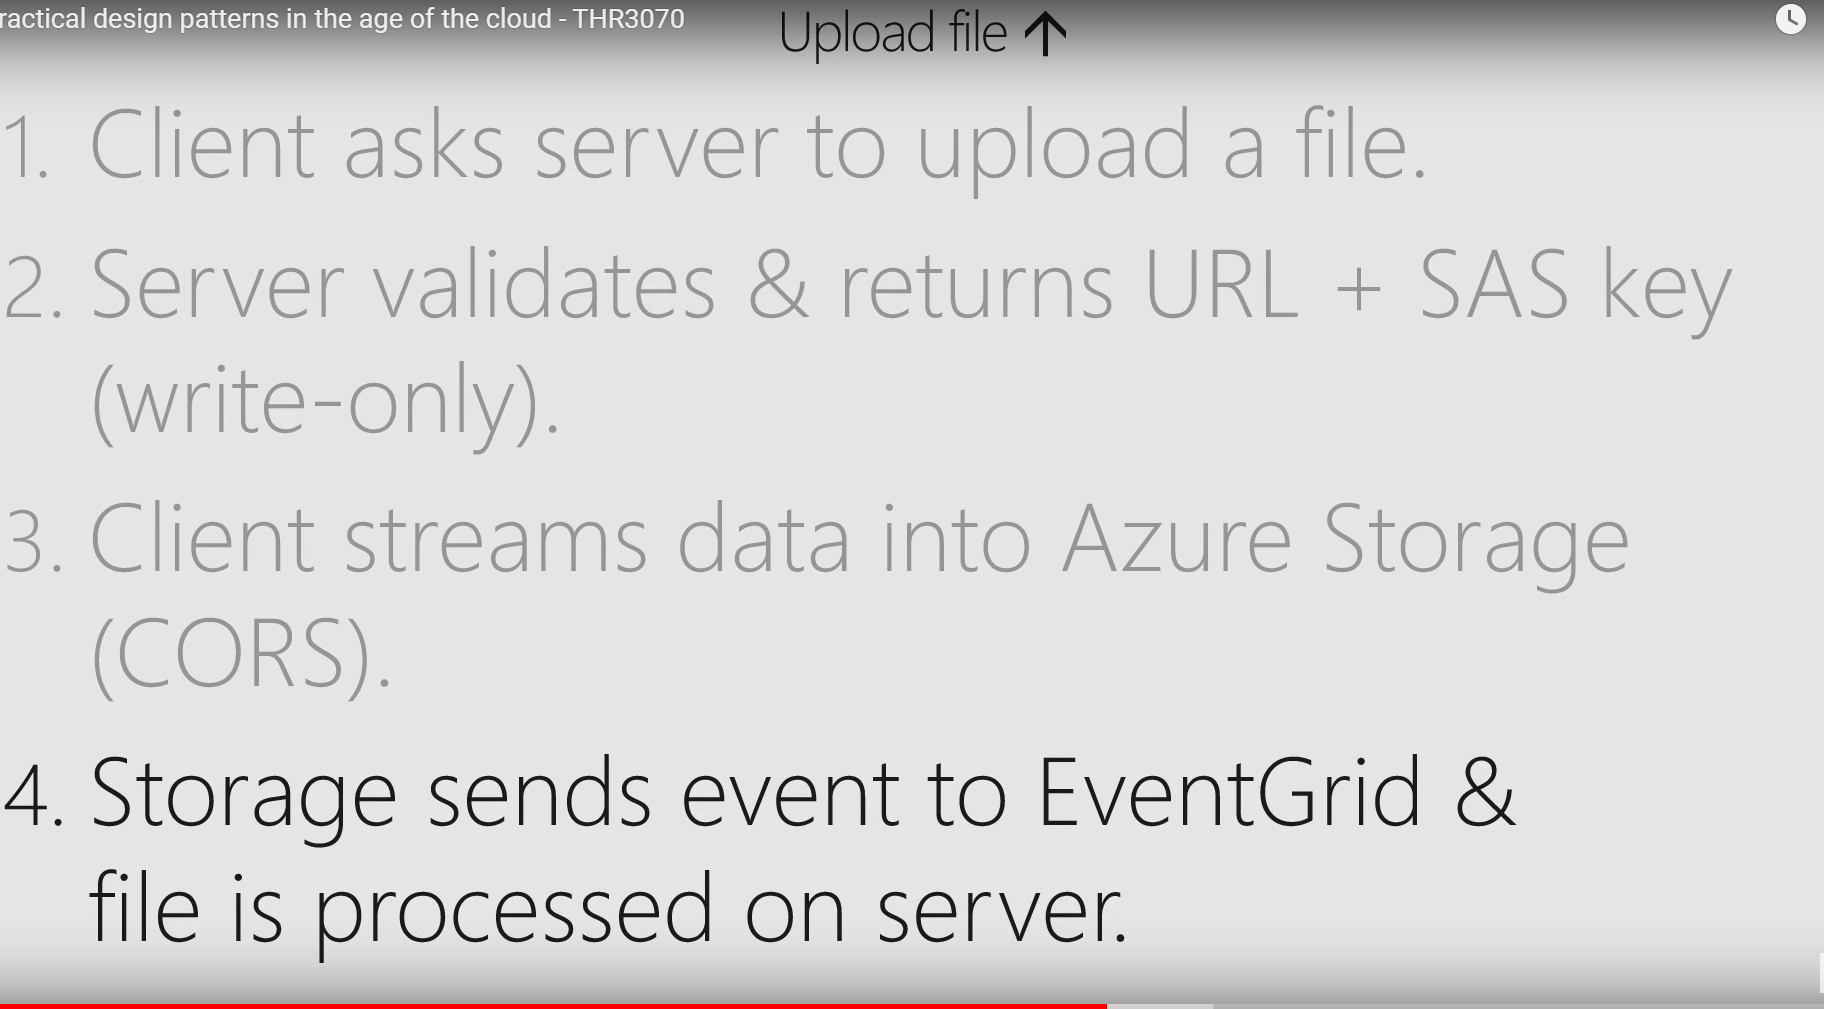 ractical design patterns in the age of the cloud - THR3070
Upload file ↑
1. Client asks server to upload a file.
2. Server validates & returns URL + SAS key
(write-only).
3. Client streams data into Azure Storage
(CORS).
4. Storage sends event to EventGrid &
file is processed on server.